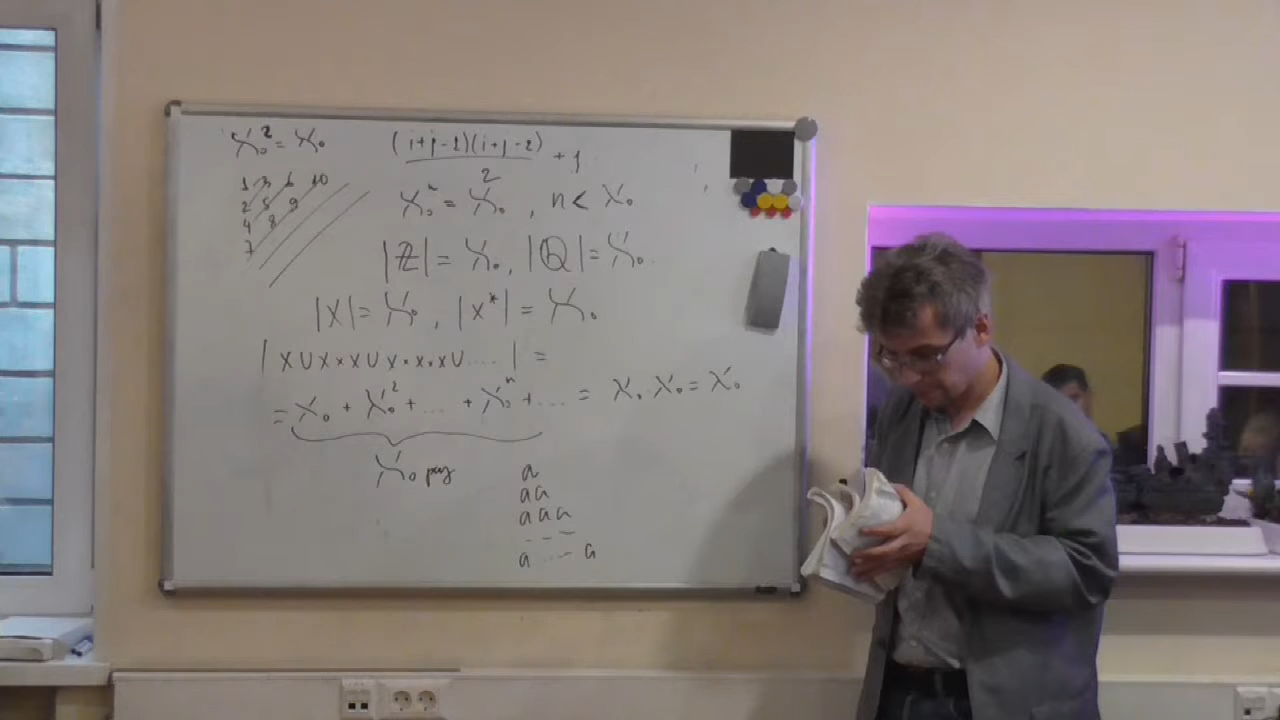 ℵ₀² = ℵ₀
(i+j-1)(i+j-2)/2 + j
1 3 6 10
2 5 9
4 8
7
ℵ₀ⁿ = ℵ₀, n < ℵ₀
|ℤ| = ℵ₀, |ℚ| = ℵ₀.
|X| = ℵ₀, |X*| = ℵ₀.
| X ∪ X×X ∪ X×X×X ∪ .... | =
= ℵ₀ + ℵ₀² + ... + ℵ₀ⁿ + ... = ℵ₀ ℵ₀ = ℵ₀
ℵ₀ раз
a
aa
aaa
- - -
a ... a